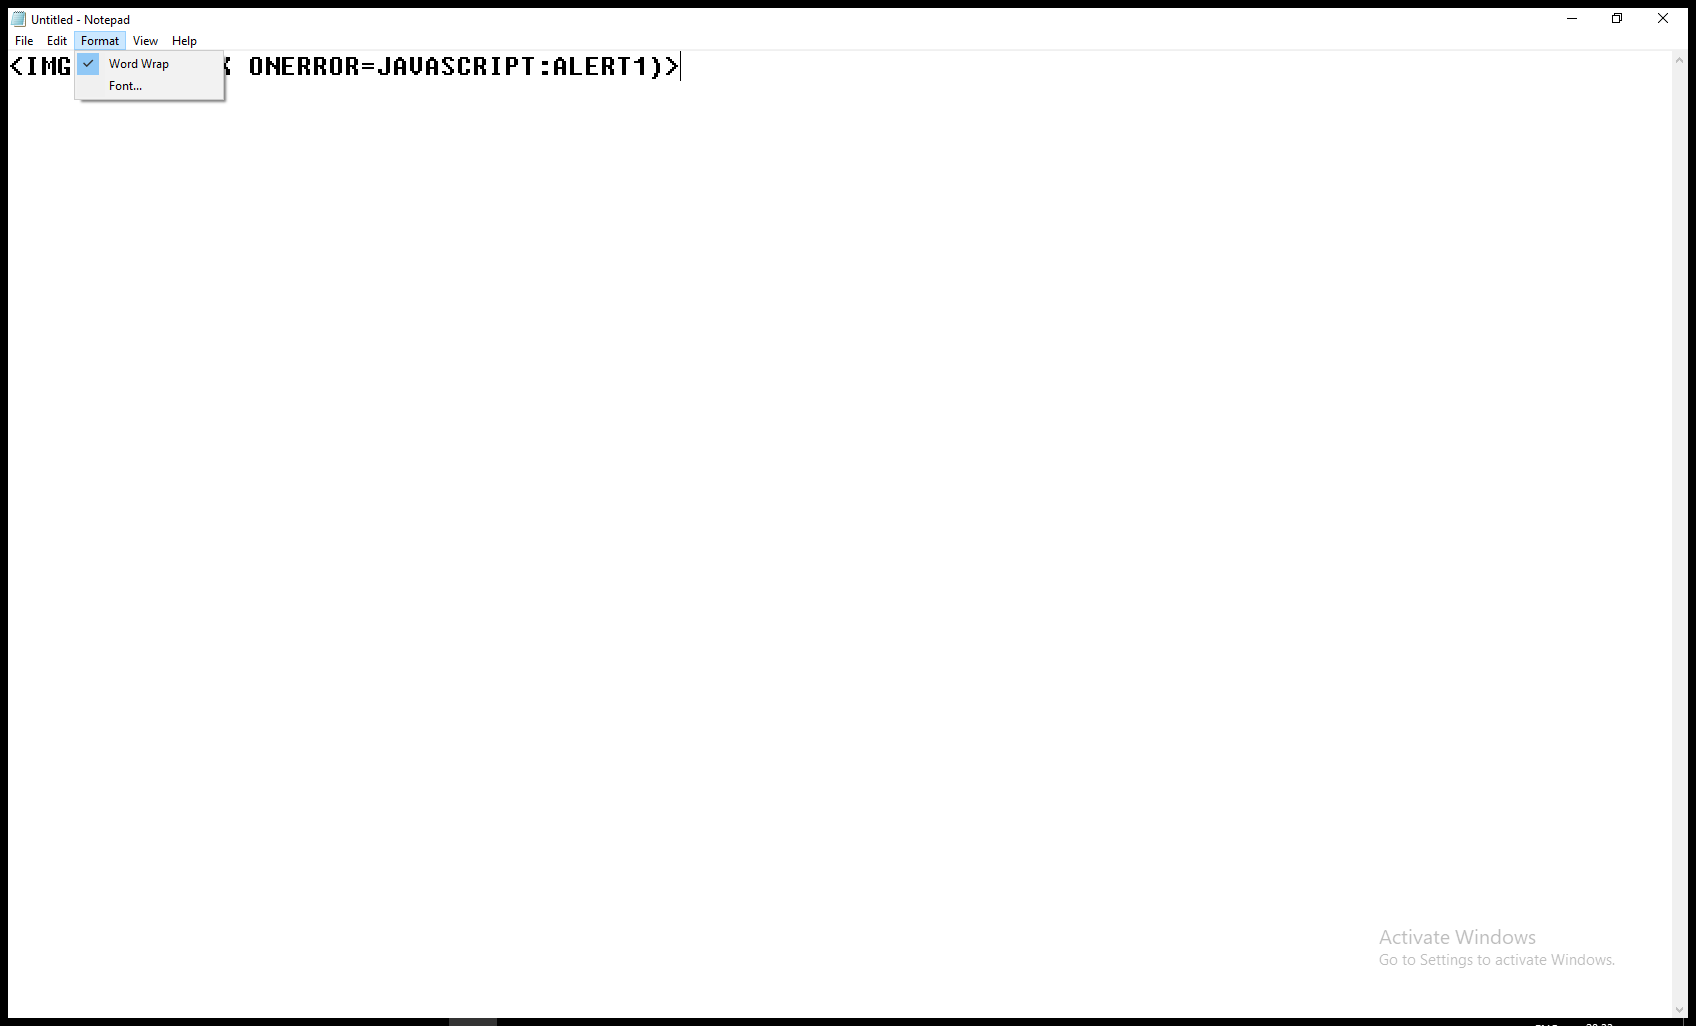 Untitled - Notepad
File Edit Format View Help
<IMG ONERROR=JAVASCRIPT:ALERT1)>
Word Wrap
Font...
Activate Windows
Go to Settings to activate Windows.